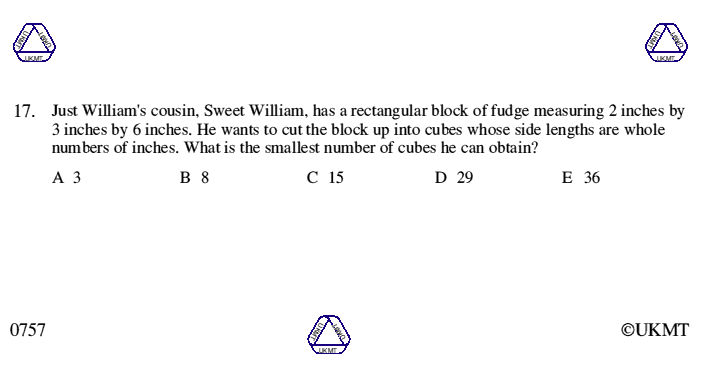 UKMT UKMT UKMT
UKMT UKMT UKMT
17. Just William's cousin, Sweet William, has a rectangular block of fudge measuring 2 inches by
3 inches by 6 inches. He wants to cut the block up into cubes whose side lengths are whole
numbers of inches. What is the smallest number of cubes he can obtain?
A 3 B 8 C 15 D 29 E 36
0757
UKMT UKMT UKMT
©UKMT